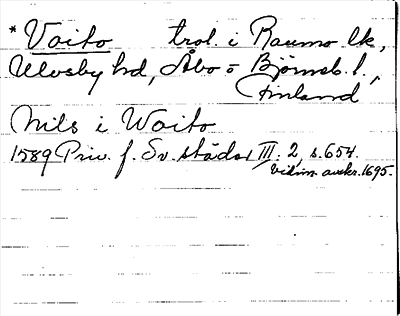 * Voito trol. i Raumo lk,
Ulvsby hd, Åbo o Björneb. l.,
Finland
Nils i Woito
1589 Priv. f. Sv. städer III: 2, s. 654.
Vidim. avskr. 1695.